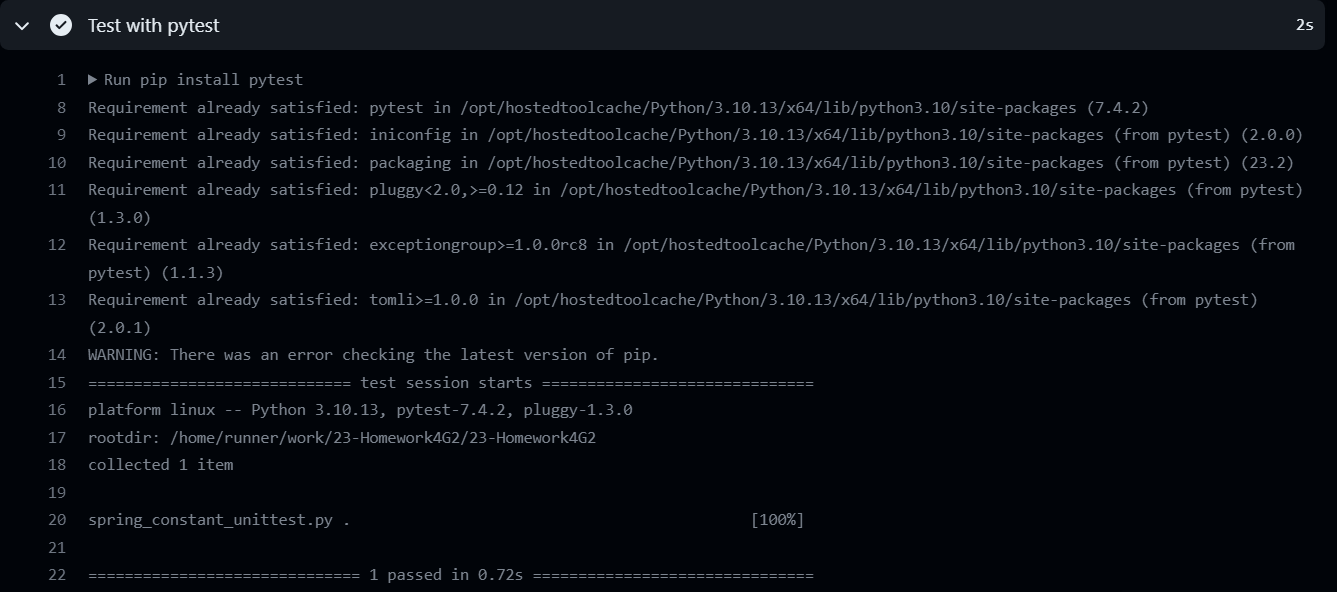 Test with pytest 2s
1 Run pip install pytest
8 Requirement already satisfied: pytest in /opt/hostedtoolcache/Python/3.10.13/x64/lib/python3.10/site-packages (7.4.2)
9 Requirement already satisfied: iniconfig in /opt/hostedtoolcache/Python/3.10.13/x64/lib/python3.10/site-packages (from pytest) (2.0.0)
10 Requirement already satisfied: packaging in /opt/hostedtoolcache/Python/3.10.13/x64/lib/python3.10/site-packages (from pytest) (23.2)
11 Requirement already satisfied: pluggy<2.0,>=0.12 in /opt/hostedtoolcache/Python/3.10.13/x64/lib/python3.10/site-packages (from pytest)
(1.3.0)
12 Requirement already satisfied: exceptiongroup>=1.0.0rc8 in /opt/hostedtoolcache/Python/3.10.13/x64/lib/python3.10/site-packages (from
pytest) (1.1.3)
13 Requirement already satisfied: tomli>=1.0.0 in /opt/hostedtoolcache/Python/3.10.13/x64/lib/python3.10/site-packages (from pytest)
(2.0.1)
14 WARNING: There was an error checking the latest version of pip.
15 ============================= test session starts ==============================
16 platform linux -- Python 3.10.13, pytest-7.4.2, pluggy-1.3.0
17 rootdir: /home/runner/work/23-Homework4G2/23-Homework4G2
18 collected 1 item
19
20 spring_constant_unittest.py . [100%]
21
22 ============================== 1 passed in 0.72s ===============================